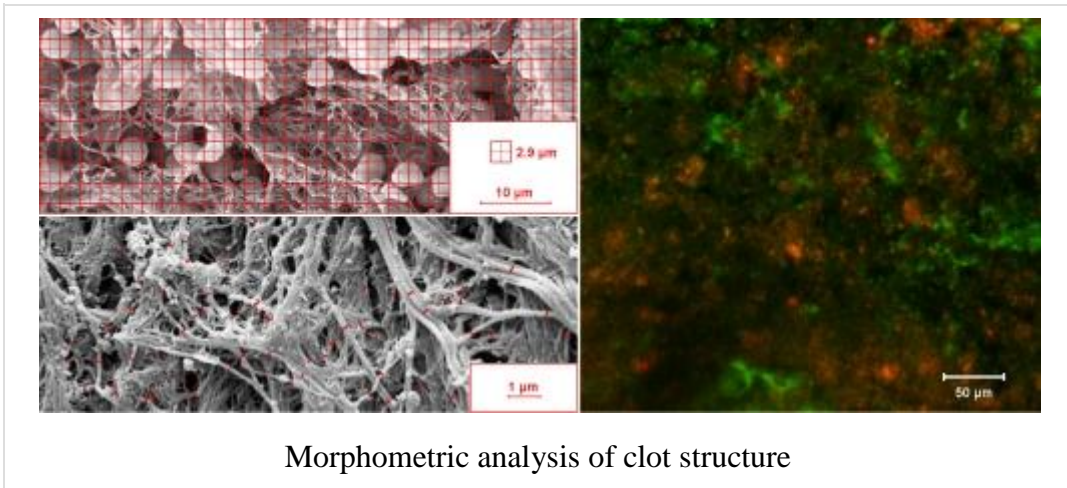 2.9 µm
10 µm
1 µm
50 µm
Morphometric analysis of clot structure